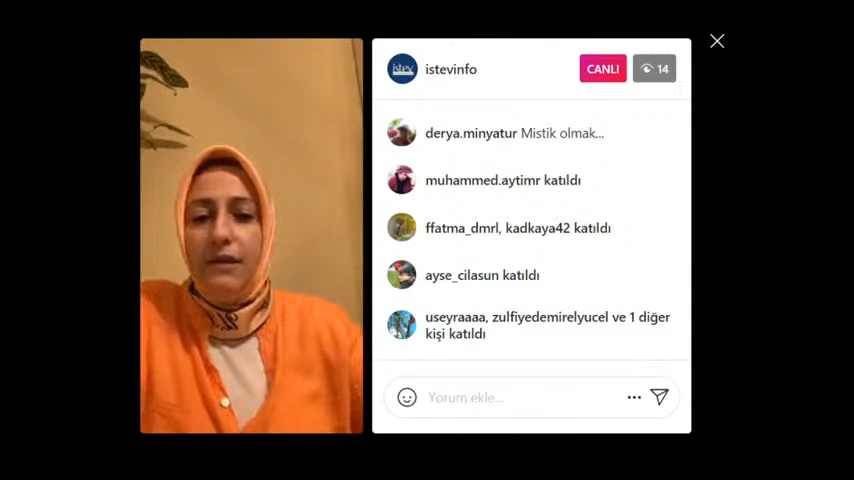 istev
istevinfo
CANLI
14
derya.minyatur Mistik olmak...
muhammed.aytimr katıldı
ffatma_dmrl, kadkaya42 katıldı
ayse_cilasun katıldı
useyraaaa, zulfiyedemirelyucel ve 1 diğer
kişi katıldı
Yorum ekle...